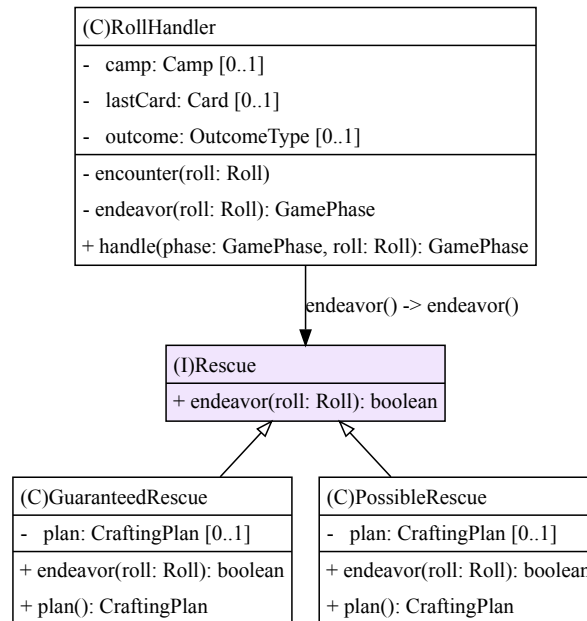 (C)RollHandler
- camp: Camp [0..1]
- lastCard: Card [0..1]
- outcome: OutcomeType [0..1]
- encounter(roll: Roll)
- endeavor(roll: Roll): GamePhase
+ handle(phase: GamePhase, roll: Roll): GamePhase
endeavor() -> endeavor()
(I)Rescue
+ endeavor(roll: Roll): boolean
(C)GuaranteedRescue
- plan: CraftingPlan [0..1]
+ endeavor(roll: Roll): boolean
+ plan(): CraftingPlan
(C)PossibleRescue
- plan: CraftingPlan [0..1]
+ endeavor(roll: Roll): boolean
+ plan(): CraftingPlan